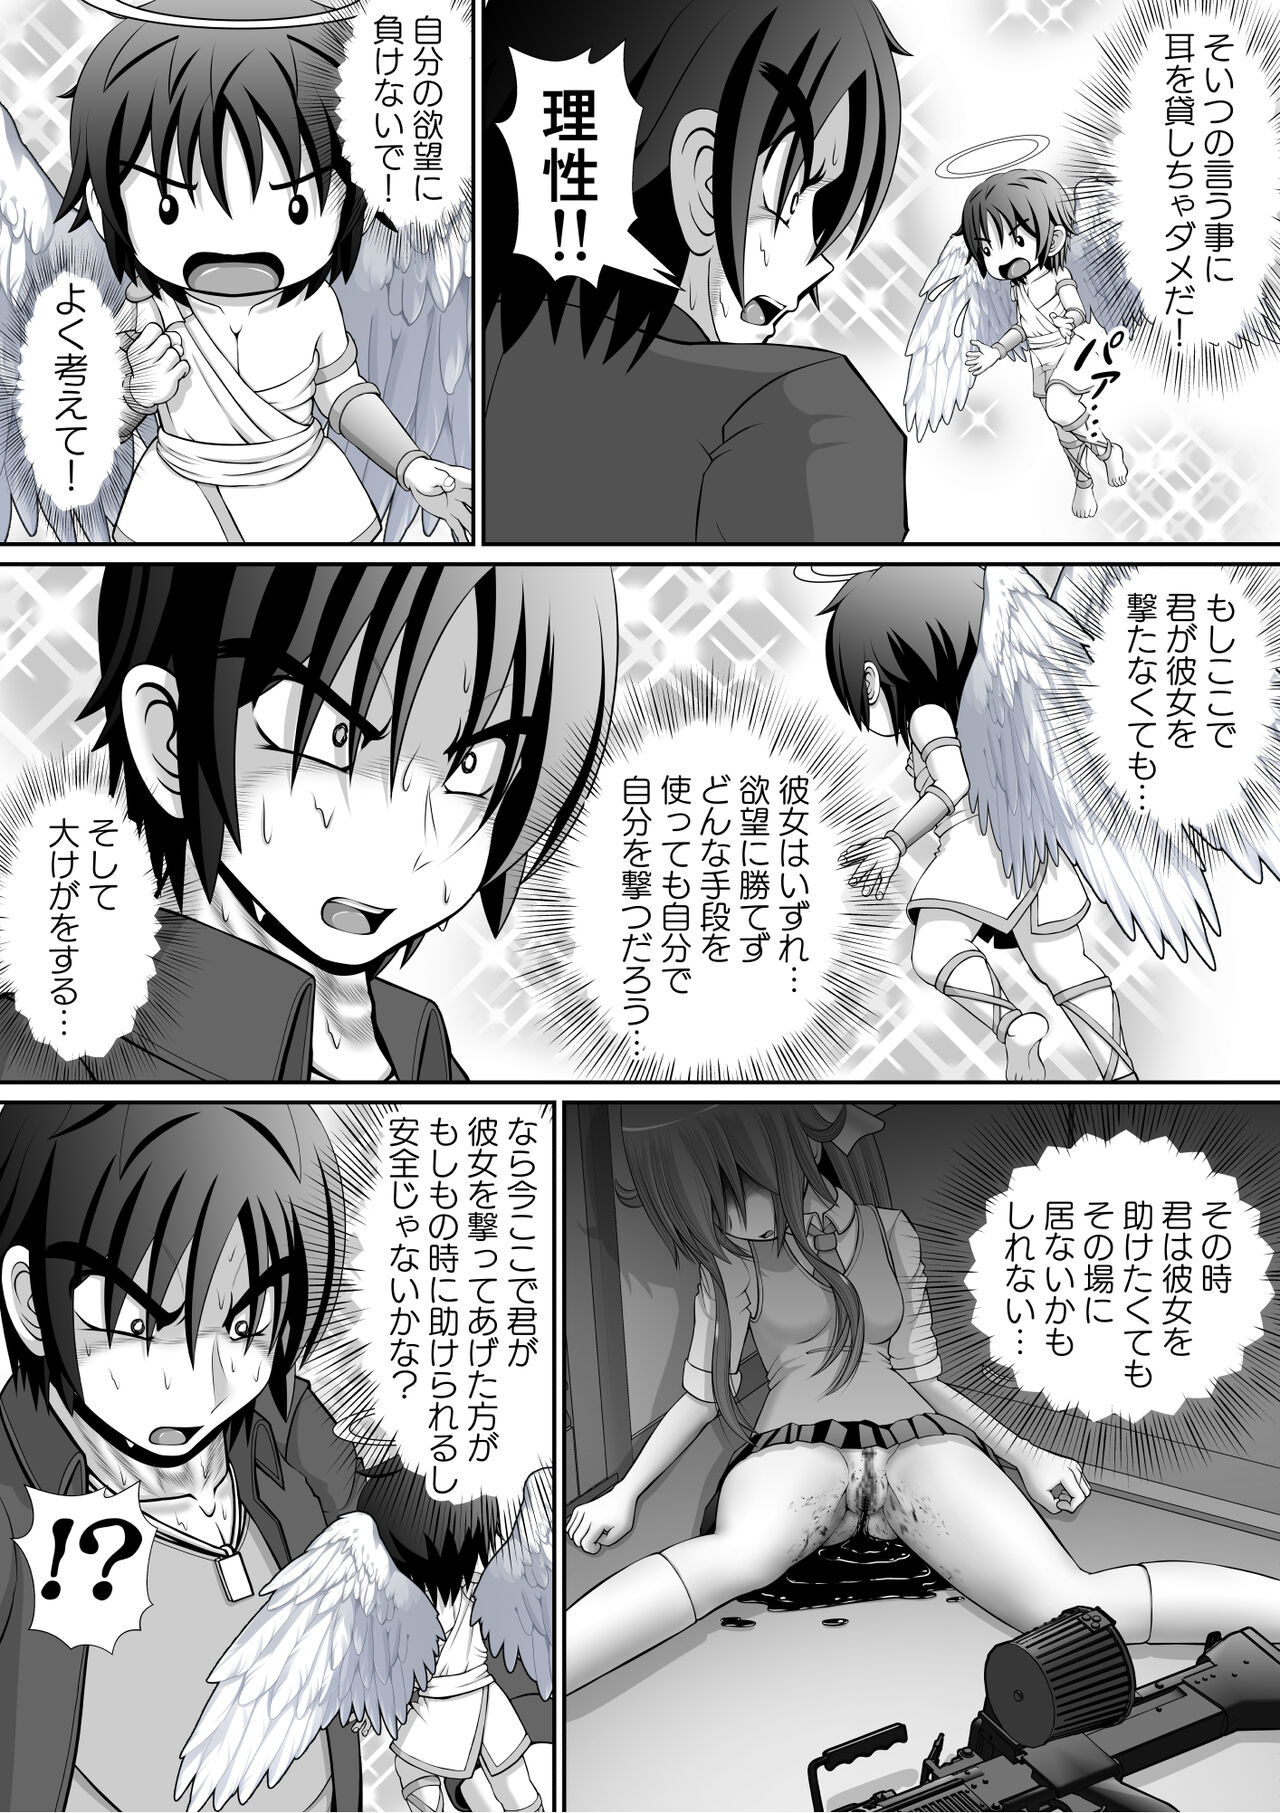 そいつの言う事に
耳を貸しちゃダメだ！
パァ…
理性!!
自分の欲望に
負けないで！
よく考えて！
もしここで
君が彼女を
撃たなくても…
彼女はいずれ…
欲望に勝てず
どんな手段を
使っても自分で
自分を撃つだろう…
そして
大けがをする…
その時
君は彼女を
助けたくても
その場に
居ないかも
しれない…
なら今ここで君が
彼女を撃ってあげた方が
もしもの時に助けられるし
安全じゃないかな？
!?